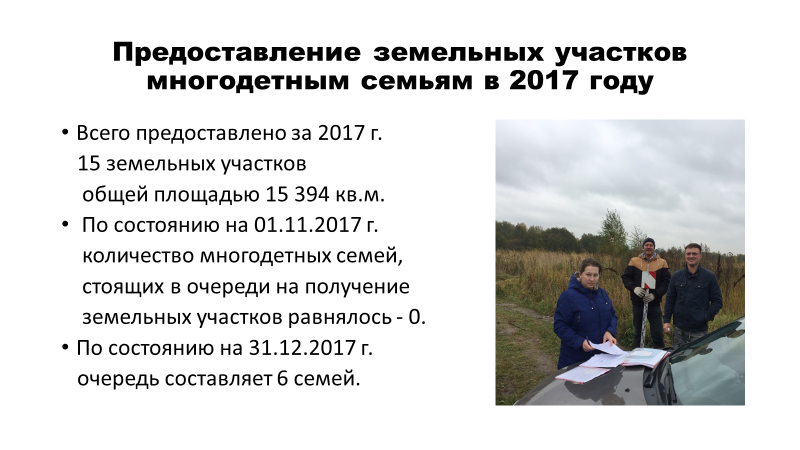 Предоставление земельных участков
многодетным семьям в 2017 году
• Всего предоставлено за 2017 г.
15 земельных участков
общей площадью 15 394 кв.м.
• По состоянию на 01.11.2017 г.
количество многодетных семей,
стоящих в очереди на получение
земельных участков равнялось - 0.
• По состоянию на 31.12.2017 г.
очередь составляет 6 семей.